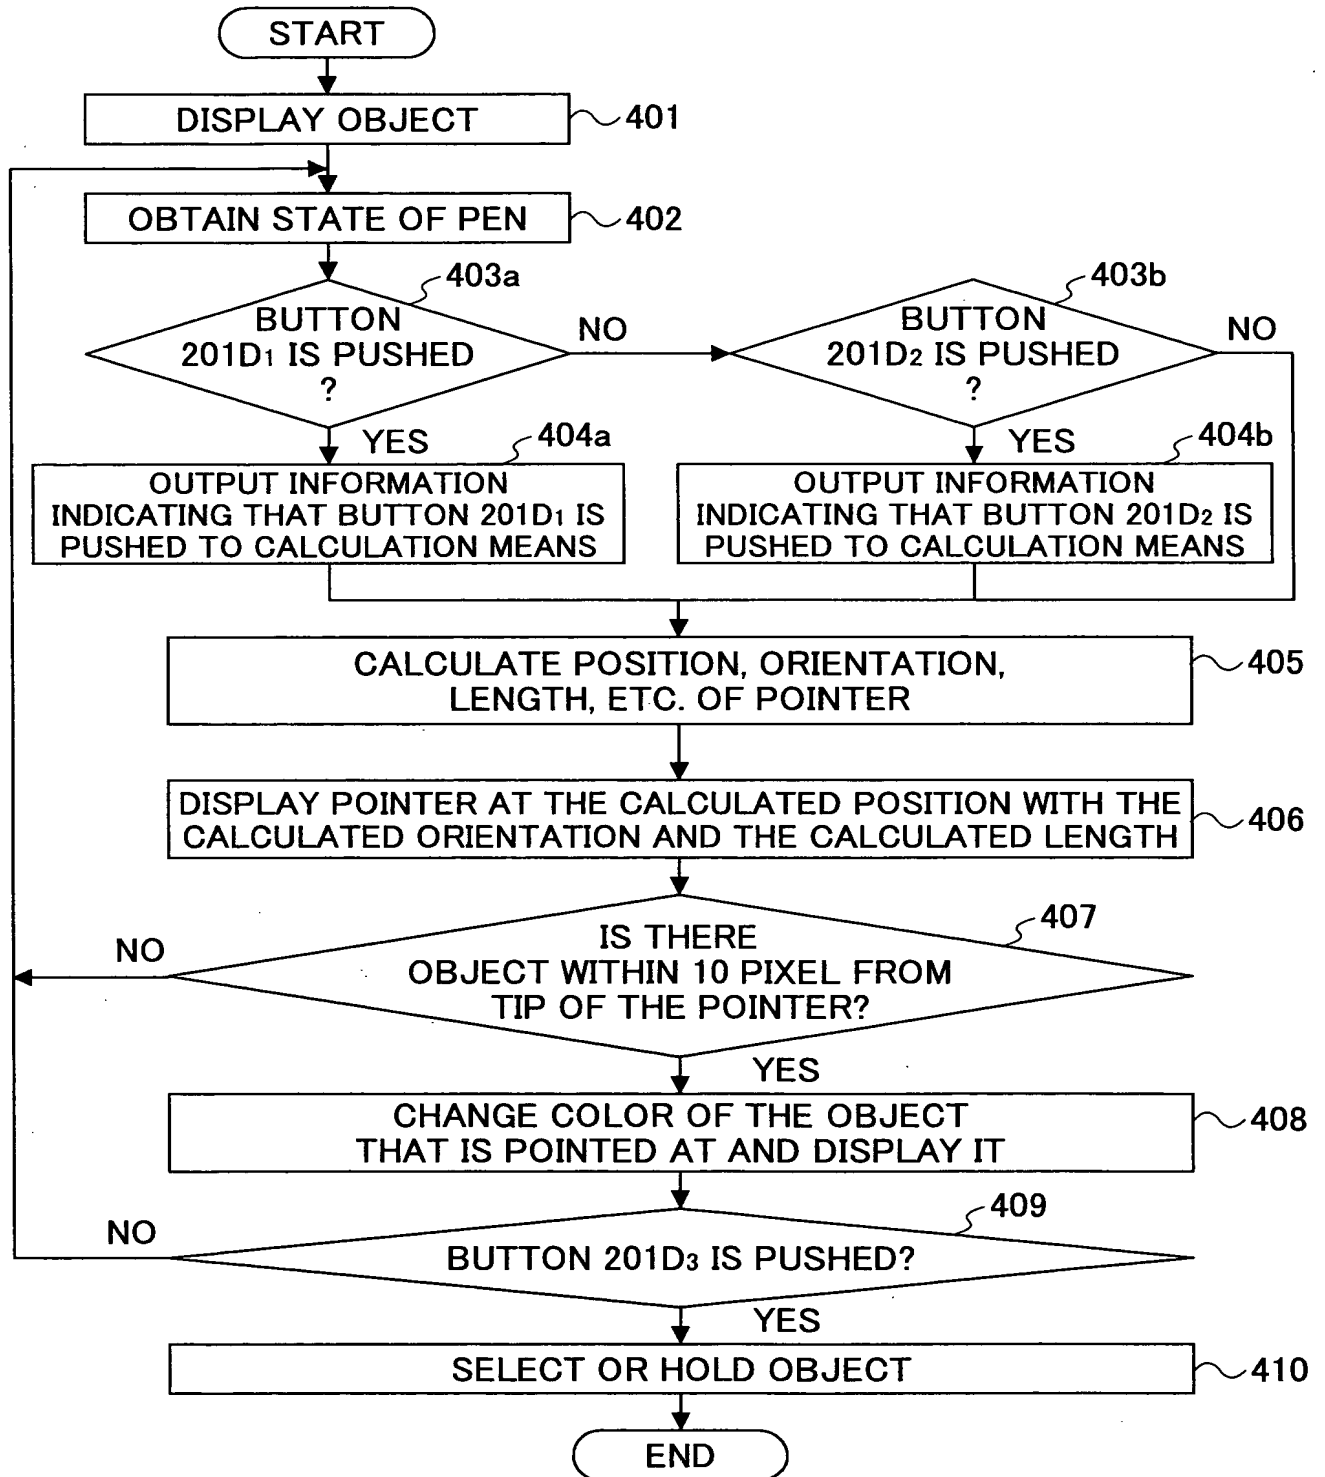 START
DISPLAY OBJECT
401
OBTAIN STATE OF PEN
402
403a
BUTTON
201D1 IS PUSHED
?
NO
403b
BUTTON
201D2 IS PUSHED
?
NO
YES
404a
OUTPUT INFORMATION
INDICATING THAT BUTTON 201D1 IS
PUSHED TO CALCULATION MEANS
YES
404b
OUTPUT INFORMATION
INDICATING THAT BUTTON 201D2 IS
PUSHED TO CALCULATION MEANS
CALCULATE POSITION, ORIENTATION,
LENGTH, ETC. OF POINTER
405
DISPLAY POINTER AT THE CALCULATED POSITION WITH THE
CALCULATED ORIENTATION AND THE CALCULATED LENGTH
406
407
NO
IS THERE
OBJECT WITHIN 10 PIXEL FROM
TIP OF THE POINTER?
YES
CHANGE COLOR OF THE OBJECT
THAT IS POINTED AT AND DISPLAY IT
408
409
NO
BUTTON 201D3 IS PUSHED?
YES
SELECT OR HOLD OBJECT
410
END